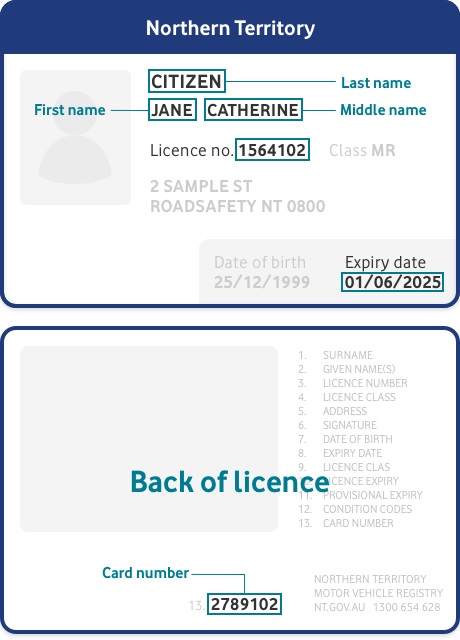 Northern Territory
CITIZEN
Last name
First name
JANE CATHERINE
Middle name
Licence no. 1564102 Class MR
2 SAMPLE ST
ROADSAFETY NT 0800
Date of birth
25/12/1999
Expiry date
01/06/2025
1. SURNAME
2. GIVEN NAME(S)
3. LICENCE NUMBER
4. LICENCE CLASS
5. ADDRESS
6. SIGNATURE
7. DATE OF BIRTH
8. EXPIRY DATE
9. LICENCE CLAS
LICENCE EXPIRY
11. PROVISIONAL EXPIRY
12. CONDITION CODES
13. CARD NUMBER
Back of licence
Card number
13. 2789102
NORTHERN TERRITORY
MOTOR VEHICLE REGISTRY
NT.GOV.AU 1300 654 628